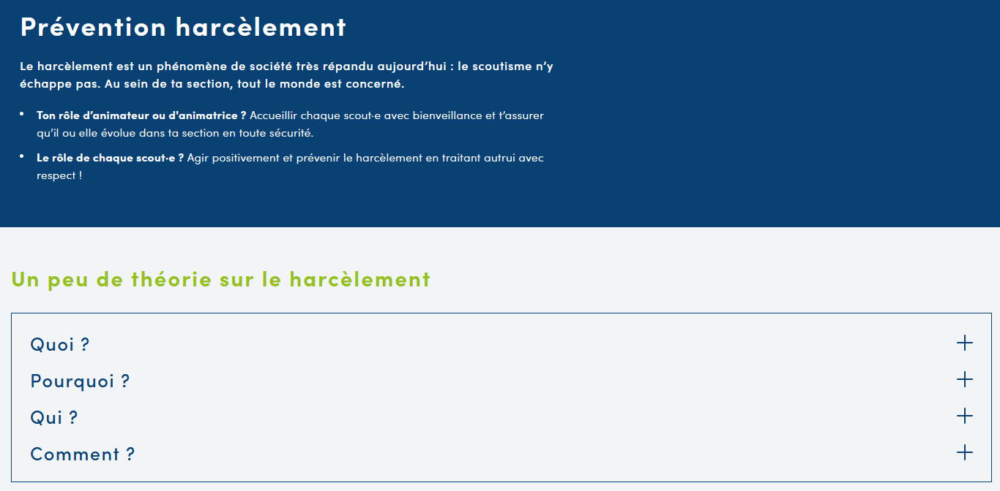 Prévention harcèlement
Le harcèlement est un phénomène de société très répandu aujourd’hui : le scoutisme n’y
échappe pas. Au sein de ta section, tout le monde est concerné.
• Ton rôle d’animateur ou d'animatrice ? Accueillir chaque scout·e avec bienveillance et t’assurer
qu’il ou elle évolue dans ta section en toute sécurité.
• Le rôle de chaque scout·e ? Agir positivement et prévenir le harcèlement en traitant autrui avec
respect !
Un peu de théorie sur le harcèlement
Quoi ?
Pourquoi ?
Qui ?
Comment ?